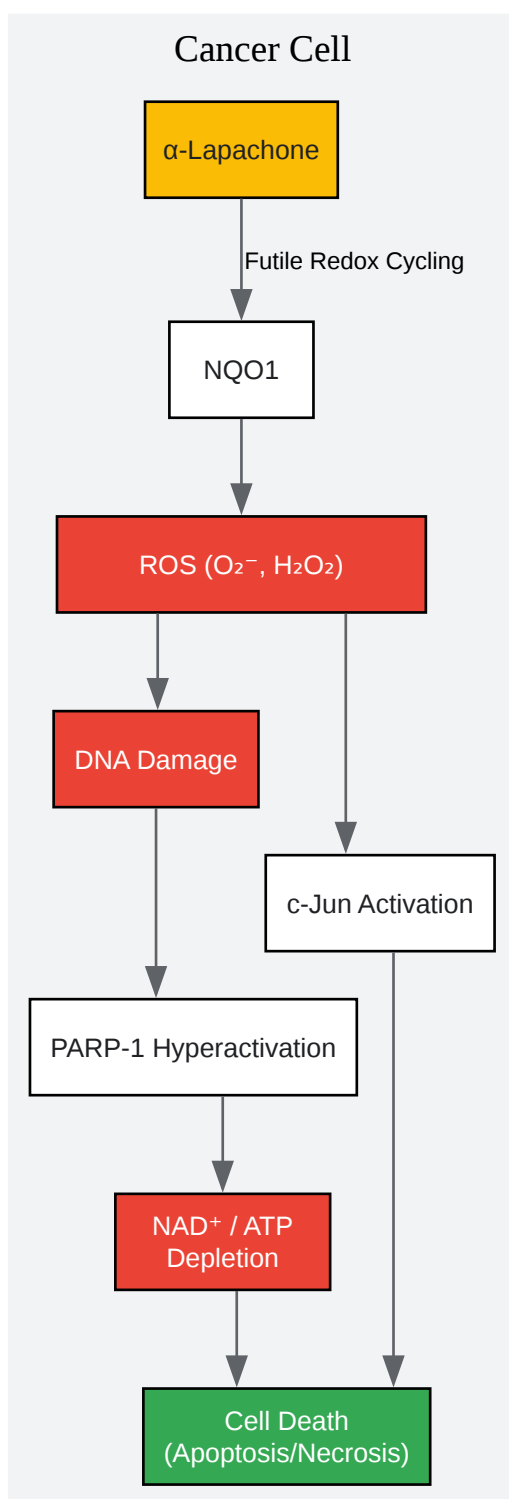 Cancer Cell
α-Lapachone
Futile Redox Cycling
NQO1
ROS (O₂⁻, H₂O₂)
DNA Damage
c-Jun Activation
PARP-1 Hyperactivation
NAD⁺ / ATP
Depletion
Cell Death
(Apoptosis/Necrosis)